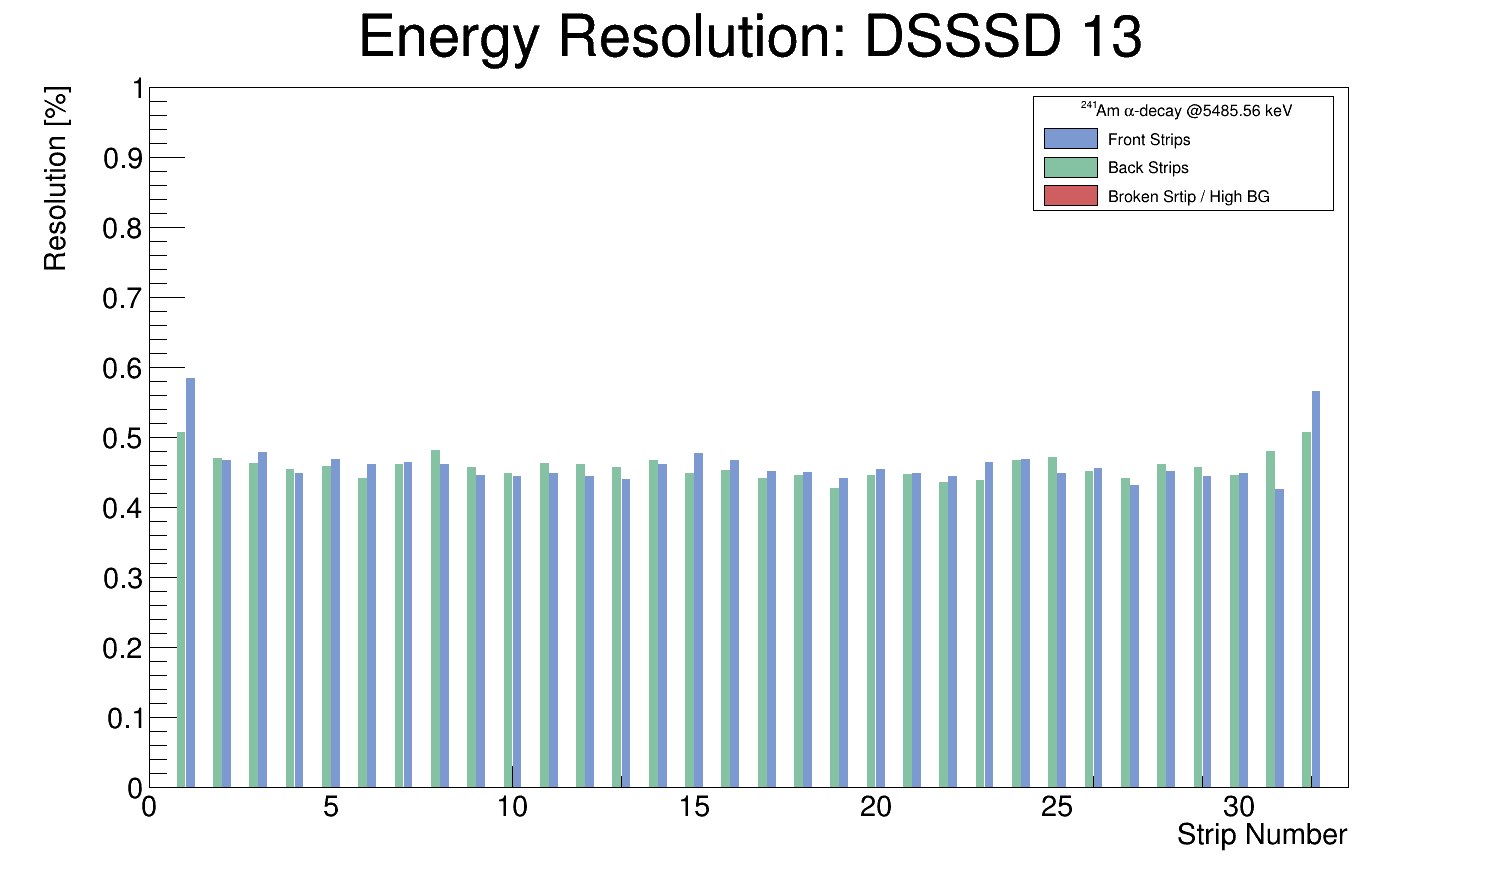 Energy Resolution: DSSSD 13
Resolution [%]
1
0.9
0.8
0.7
0.6
0.5
0.4
0.3
0.2
0.1
0
241Am α-decay @5485.56 keV
Front Strips
Back Strips
Broken Srtip / High BG
0 5 10 15 20 25 30
Strip Number